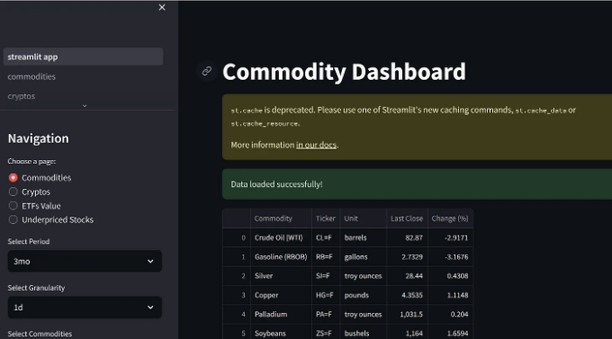 streamlit app
commodities
cryptos
Navigation
Choose a page:
Commodities
Cryptos
ETFs Value
Underpriced Stocks
Select Period
3mo
Select Granularity
1d
Select Commodities
Commodity Dashboard
st.cache is deprecated. Please use one of Streamlit's new caching commands, st.cache_data or
st.cache_resource.
More information in our docs.
Data loaded successfully!
Commodity Ticker Unit Last Close Change (%)
0 Crude Oil (WTI) CL=F barrels 82.87 -2.9171
1 Gasoline (RBOB) RB=F gallons 2.7329 -3.1676
2 Silver SI=F troy ounces 28.44 0.4308
3 Copper HG=F pounds 4.3535 1.1148
4 Palladium PA=F troy ounces 1,031.5 0.204
5 Soybeans ZS=F bushels 1,164 1.6594